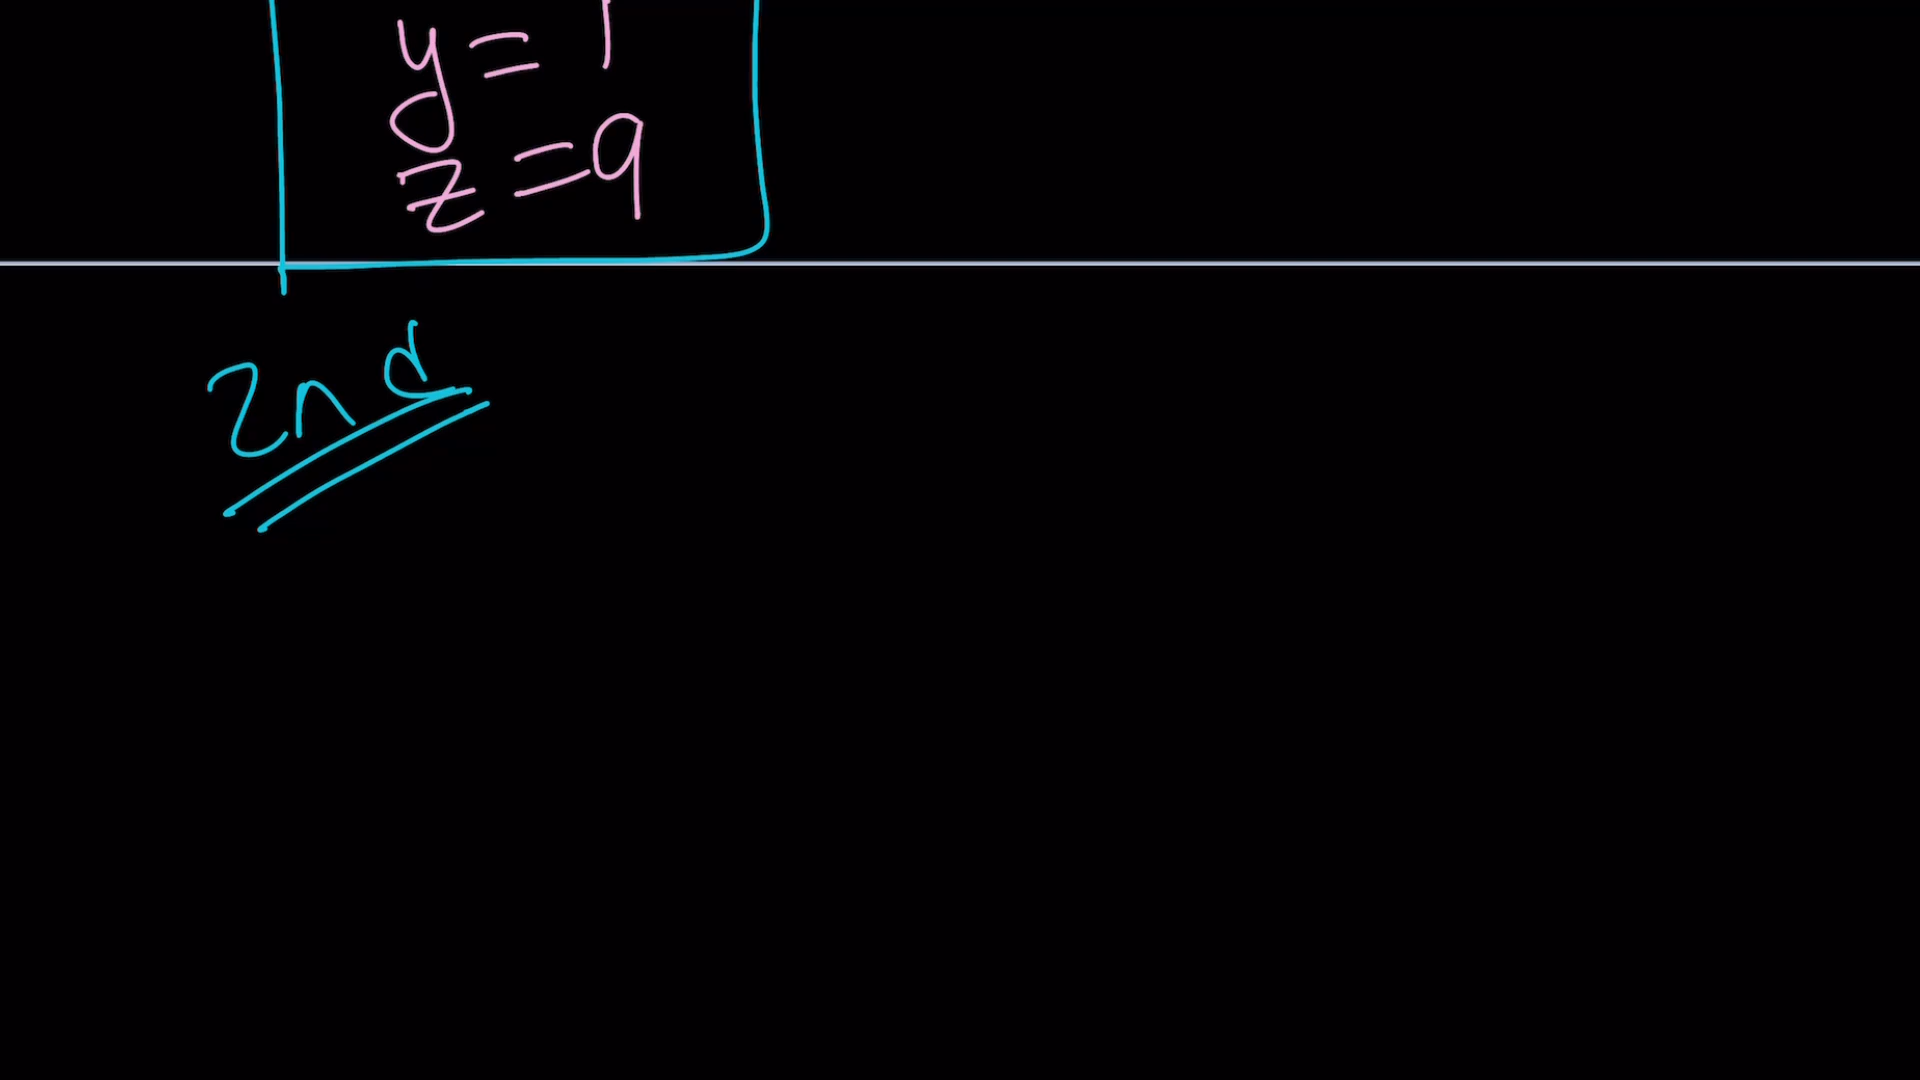 y = 1
z = 9
2nd